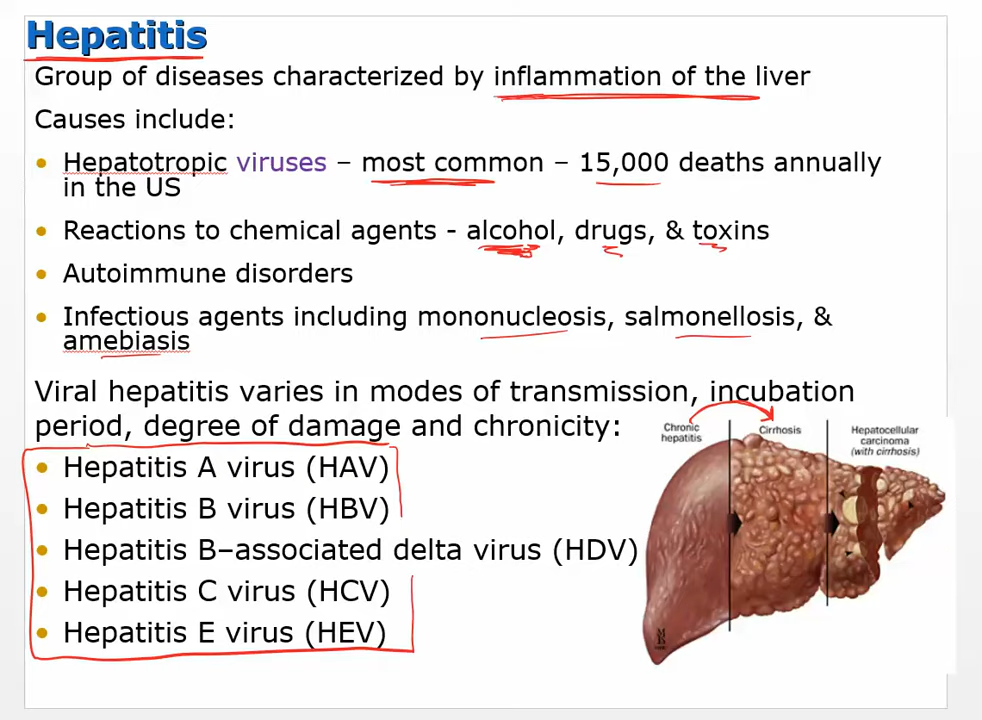 Hepatitis
Group of diseases characterized by inflammation of the liver
Causes include:
• Hepatotropic viruses – most common – 15,000 deaths annually
in the US
• Reactions to chemical agents - alcohol, drugs, & toxins
• Autoimmune disorders
• Infectious agents including mononucleosis, salmonellosis, &
amebiasis
Viral hepatitis varies in modes of transmission, incubation
period, degree of damage and chronicity:
• Hepatitis A virus (HAV)
• Hepatitis B virus (HBV)
• Hepatitis B–associated delta virus (HDV)
• Hepatitis C virus (HCV)
• Hepatitis E virus (HEV)
Chronic
hepatitis
Cirrhosis
Hepatocellular
carcinoma
(with cirrhosis)